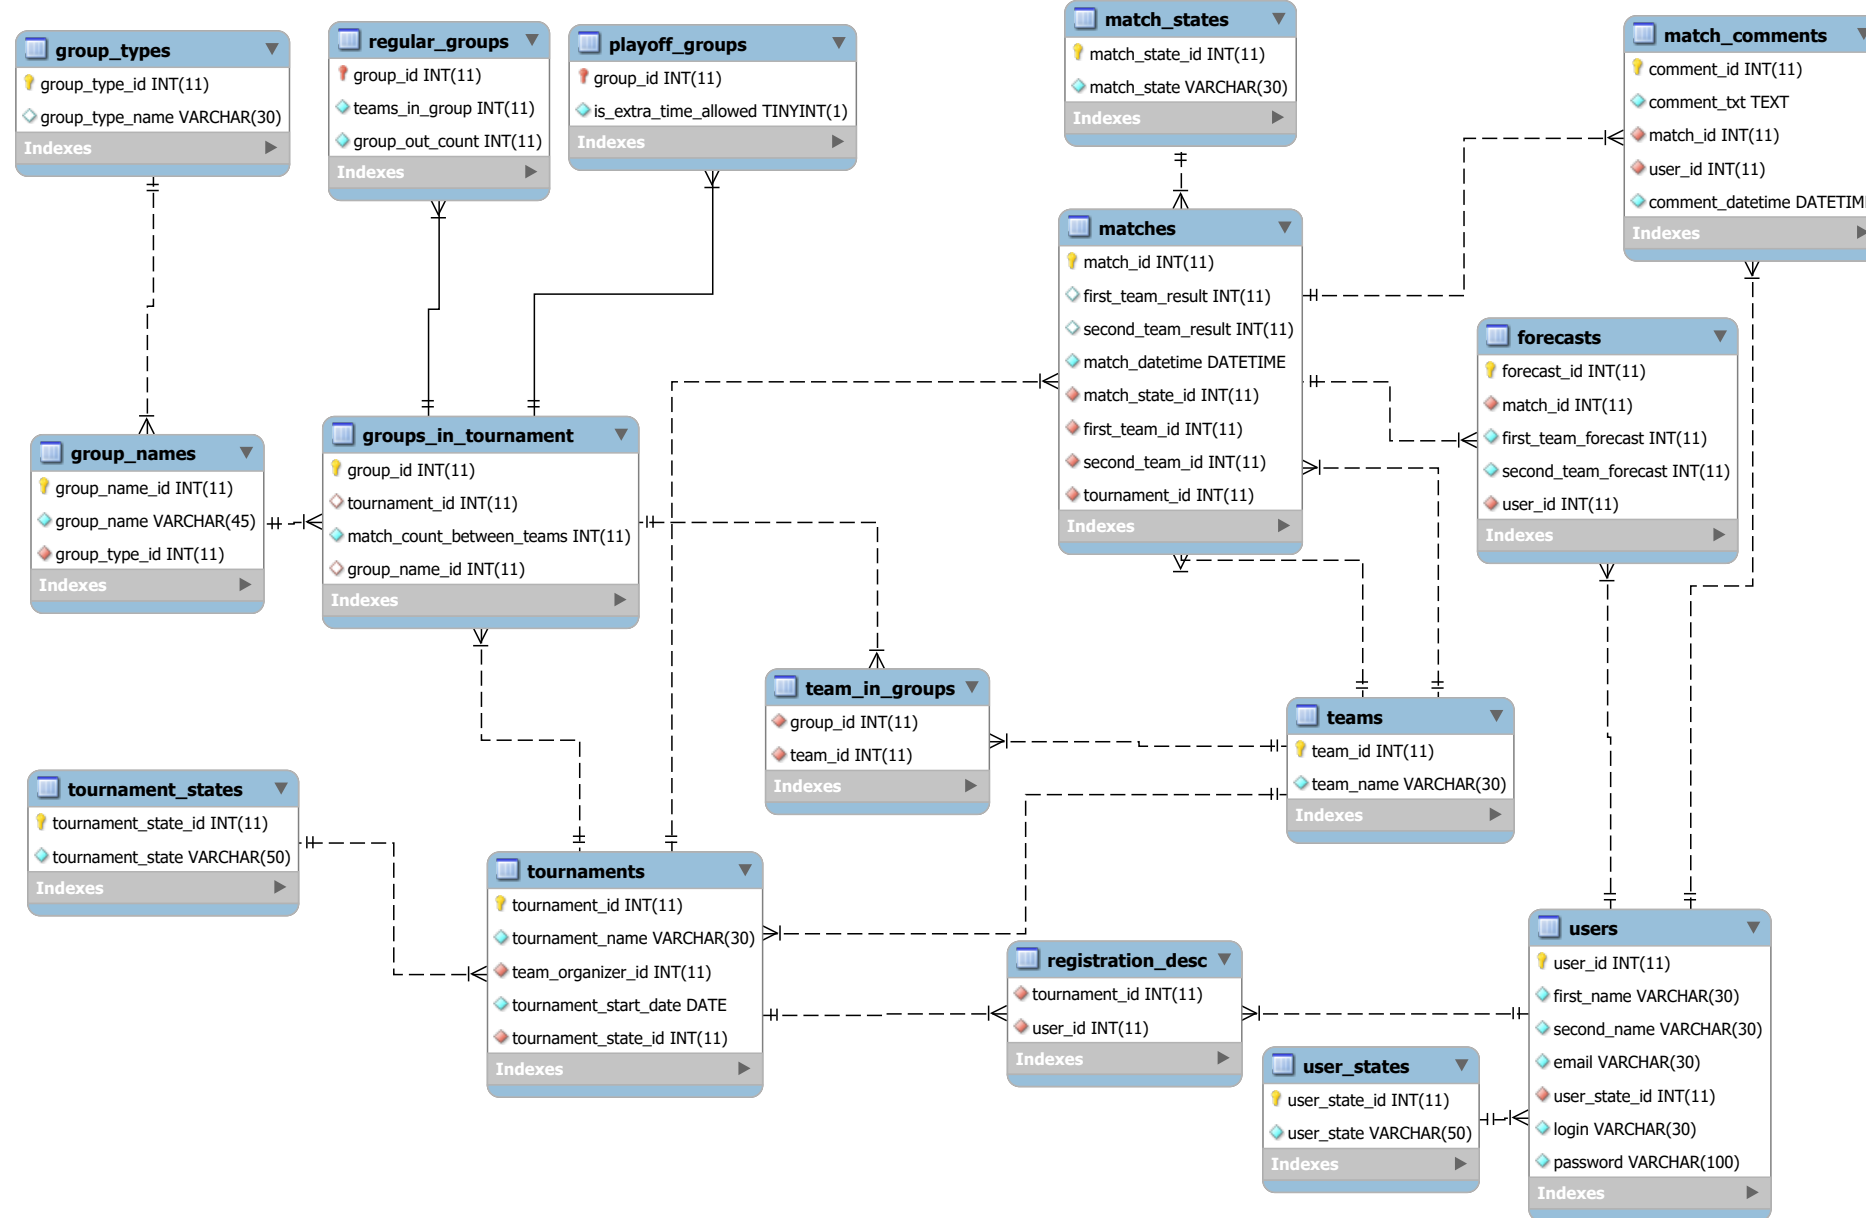 group_types
group_type_id INT(11)
group_type_name VARCHAR(30)
Indexes
regular_groups
group_id INT(11)
teams_in_group INT(11)
group_out_count INT(11)
Indexes
playoff_groups
group_id INT(11)
is_extra_time_allowed TINYINT(1)
Indexes
match_states
match_state_id INT(11)
match_state VARCHAR(30)
Indexes
match_comments
comment_id INT(11)
comment_txt TEXT
match_id INT(11)
user_id INT(11)
comment_datetime DATETIM
Indexes
matches
match_id INT(11)
first_team_result INT(11)
second_team_result INT(11)
match_datetime DATETIME
match_state_id INT(11)
first_team_id INT(11)
second_team_id INT(11)
tournament_id INT(11)
Indexes
forecasts
forecast_id INT(11)
match_id INT(11)
first_team_forecast INT(11)
second_team_forecast INT(11)
user_id INT(11)
Indexes
group_names
group_name_id INT(11)
group_name VARCHAR(45)
group_type_id INT(11)
Indexes
groups_in_tournament
group_id INT(11)
tournament_id INT(11)
match_count_between_teams INT(11)
group_name_id INT(11)
Indexes
team_in_groups
group_id INT(11)
team_id INT(11)
Indexes
teams
team_id INT(11)
team_name VARCHAR(30)
Indexes
tournament_states
tournament_state_id INT(11)
tournament_state VARCHAR(50)
Indexes
tournaments
tournament_id INT(11)
tournament_name VARCHAR(30)
team_organizer_id INT(11)
tournament_start_date DATE
tournament_state_id INT(11)
Indexes
registration_desc
tournament_id INT(11)
user_id INT(11)
Indexes
user_states
user_state_id INT(11)
user_state VARCHAR(50)
Indexes
users
user_id INT(11)
first_name VARCHAR(30)
second_name VARCHAR(30)
email VARCHAR(30)
user_state_id INT(11)
login VARCHAR(30)
password VARCHAR(100)
Indexes